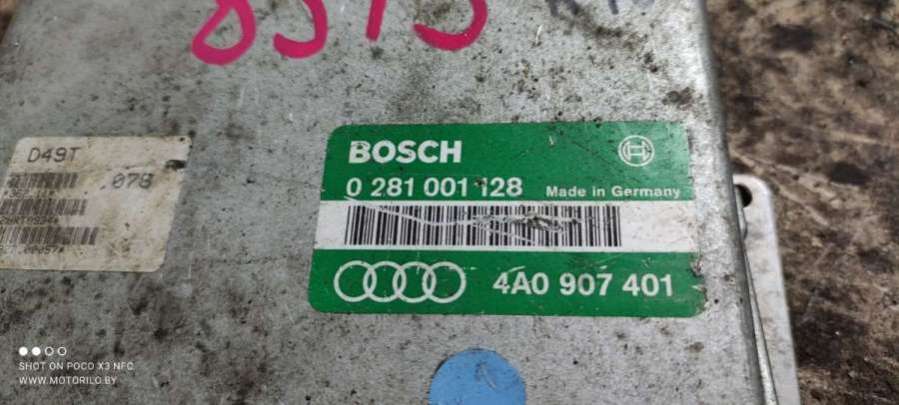 8515
D49T
.078
BOSCH
0 281 001 128 Made in Germany
4A0 907 401
SHOT ON POCO X3 NFC
WWW.MOTORILO.BY